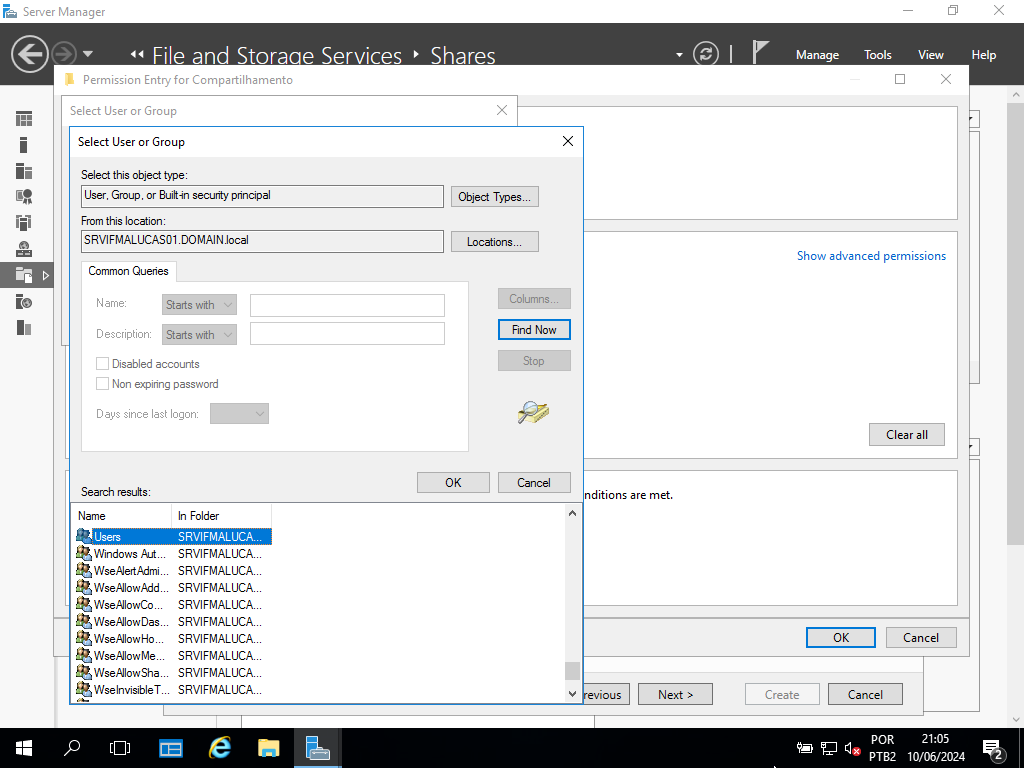 Server Manager
File and Storage Services
Shares
Manage
Tools
View
Help
Permission Entry for Compartilhamento
Select User or Group
Select User or Group
Select this object type:
User, Group, or Built-in security principal
Object Types...
From this location:
SRVIFMALUCAS01.DOMAIN.local
Locations...
Show advanced permissions
Common Queries
Name:
Starts with
Columns...
Description:
Starts with
Find Now
Disabled accounts
Stop
Non expiring password
Days since last logon:
Clear all
OK
Cancel
Search results:
nditions are met.
Name
In Folder
Users
SRVIFMALUCA...
Windows Aut...
SRVIFMALUCA...
WseAlertAdmi...
SRVIFMALUCA...
WseAllowAdd...
SRVIFMALUCA...
WseAllowCo...
SRVIFMALUCA...
WseAllowDas...
SRVIFMALUCA...
WseAllowHo...
SRVIFMALUCA...
WseAllowMe...
SRVIFMALUCA...
WseAllowSha...
SRVIFMALUCA...
WseInvisibleT...
SRVIFMALUCA...
OK
Cancel
revious
Next >
Create
Cancel
POR
PTB2
21:05
10/06/2024
2